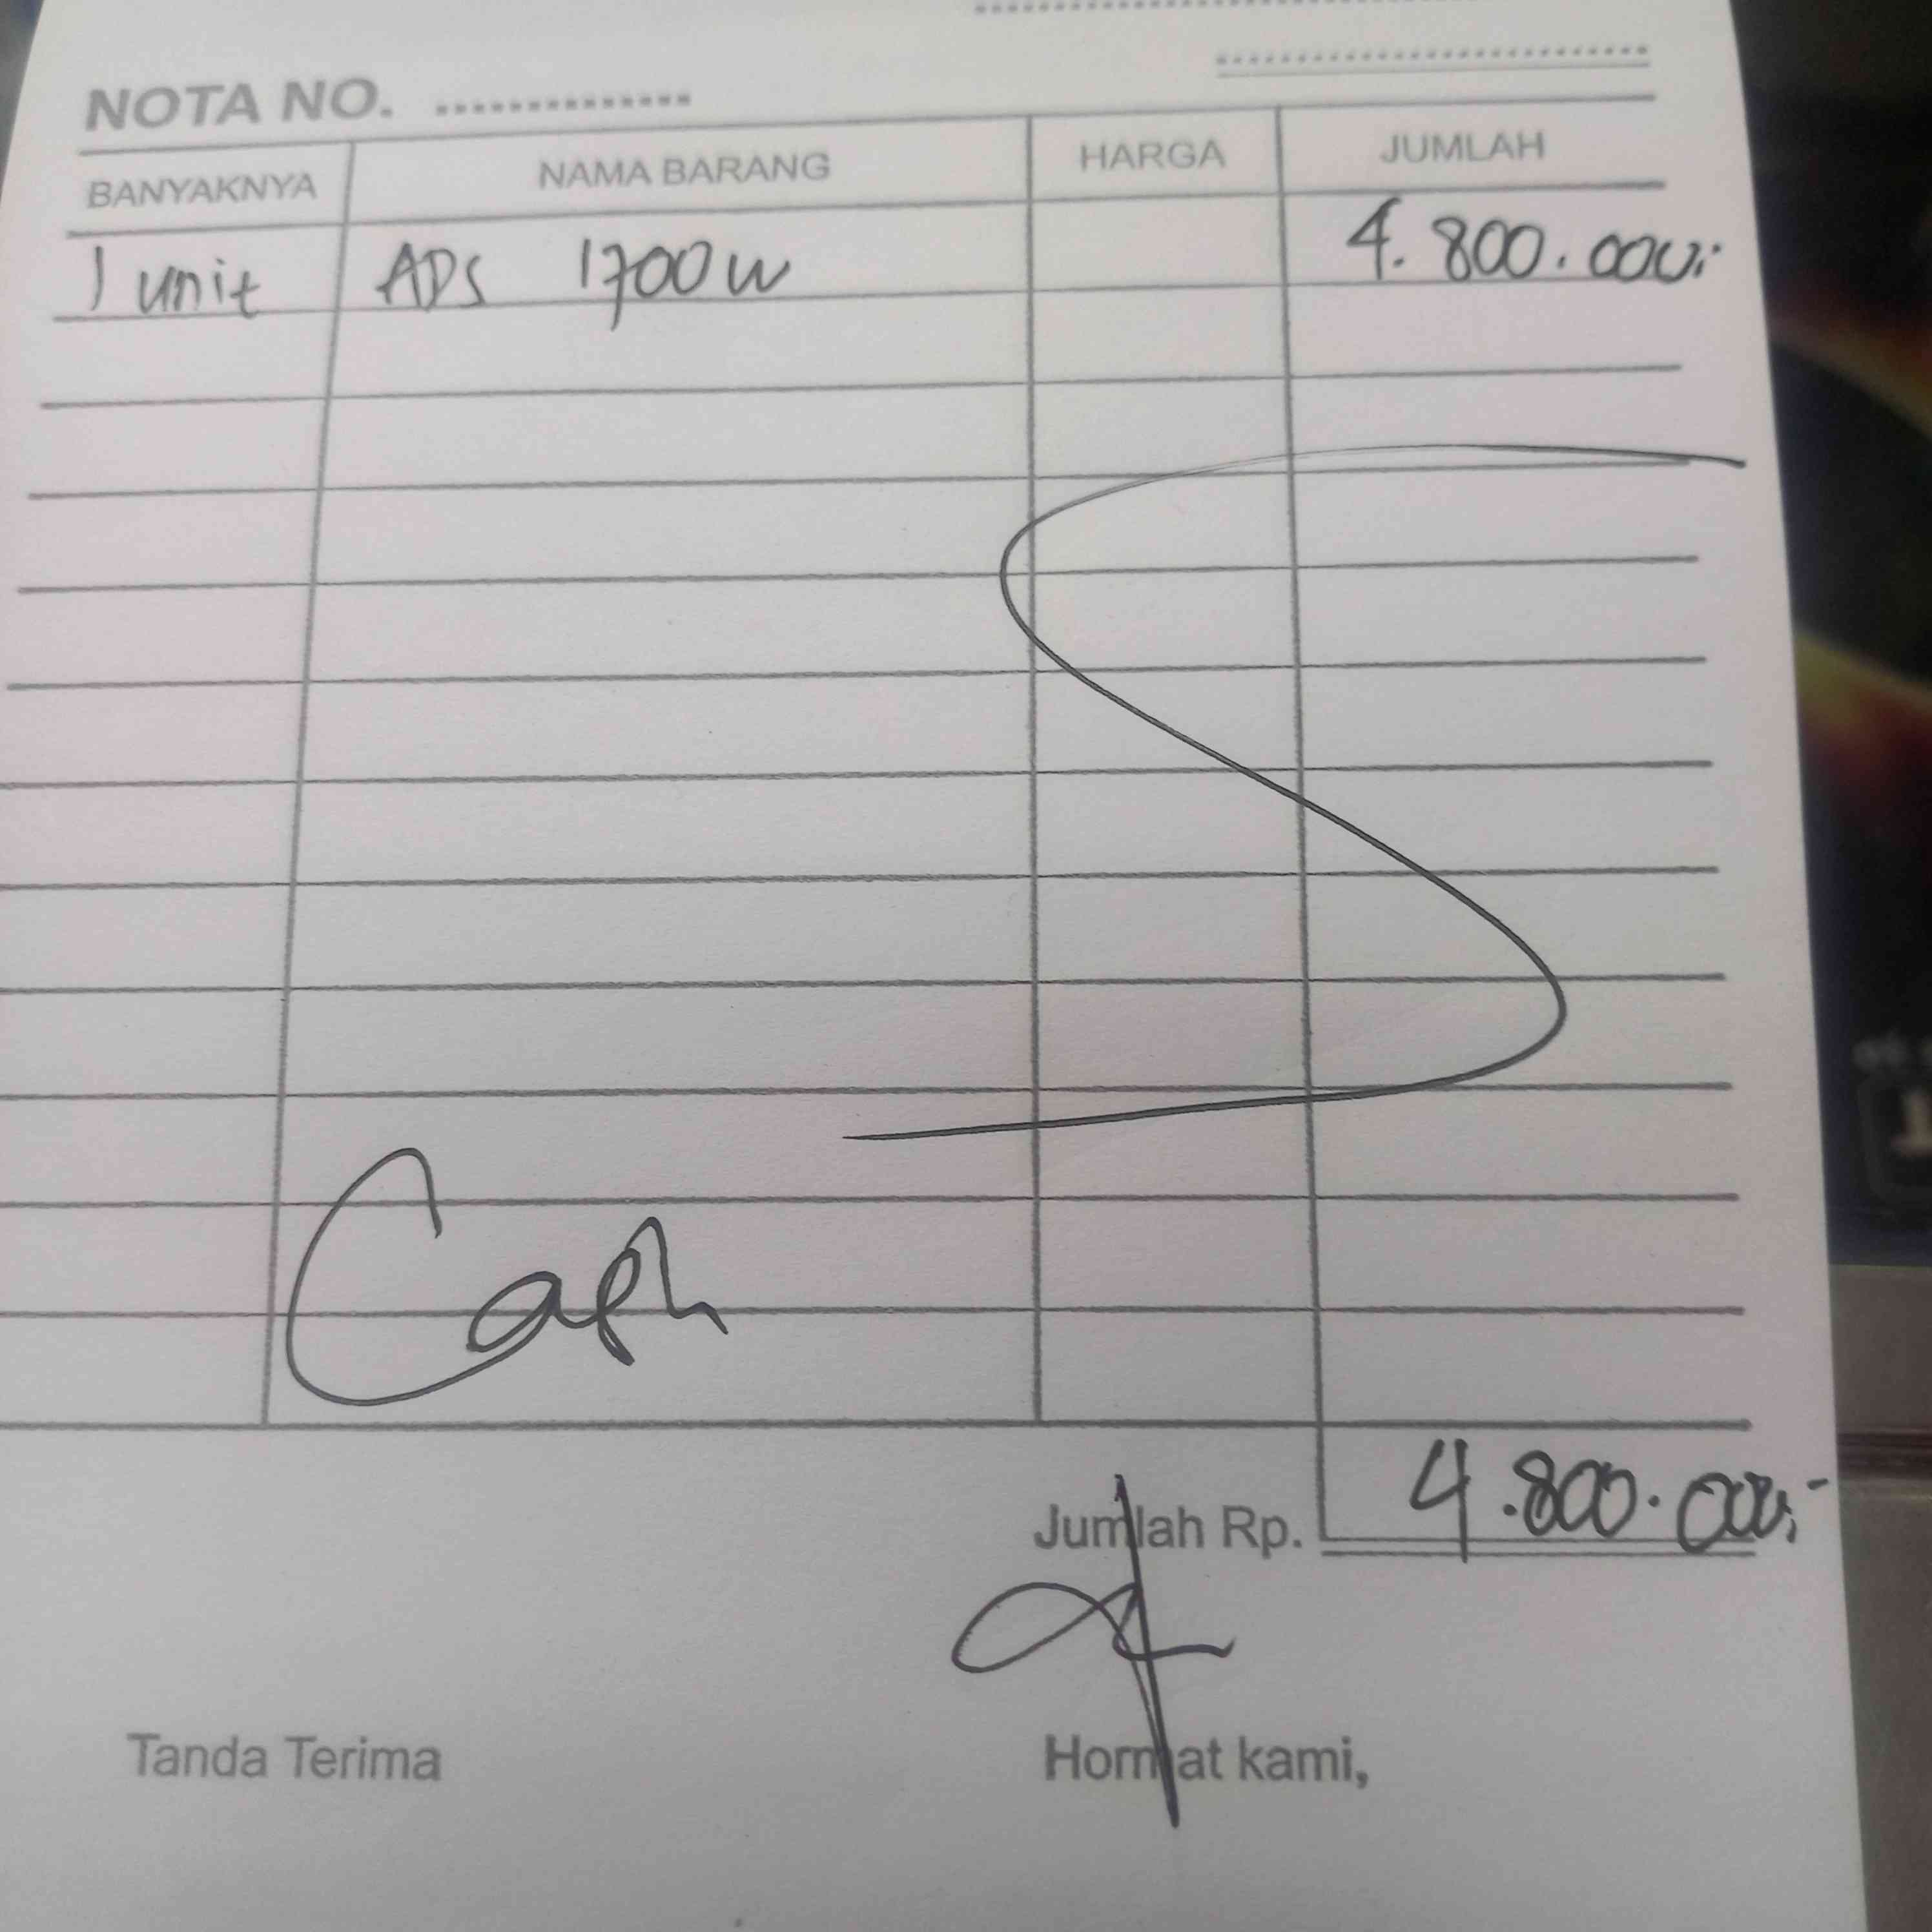 NOTA NO. ..............
BANYAKNYA NAMA BARANG HARGA JUMLAH
1 unit ADS 1700 W 4.800.000,-
Cash
Jumlah Rp. 4.800.000,-
Tanda Terima Hormat kami,